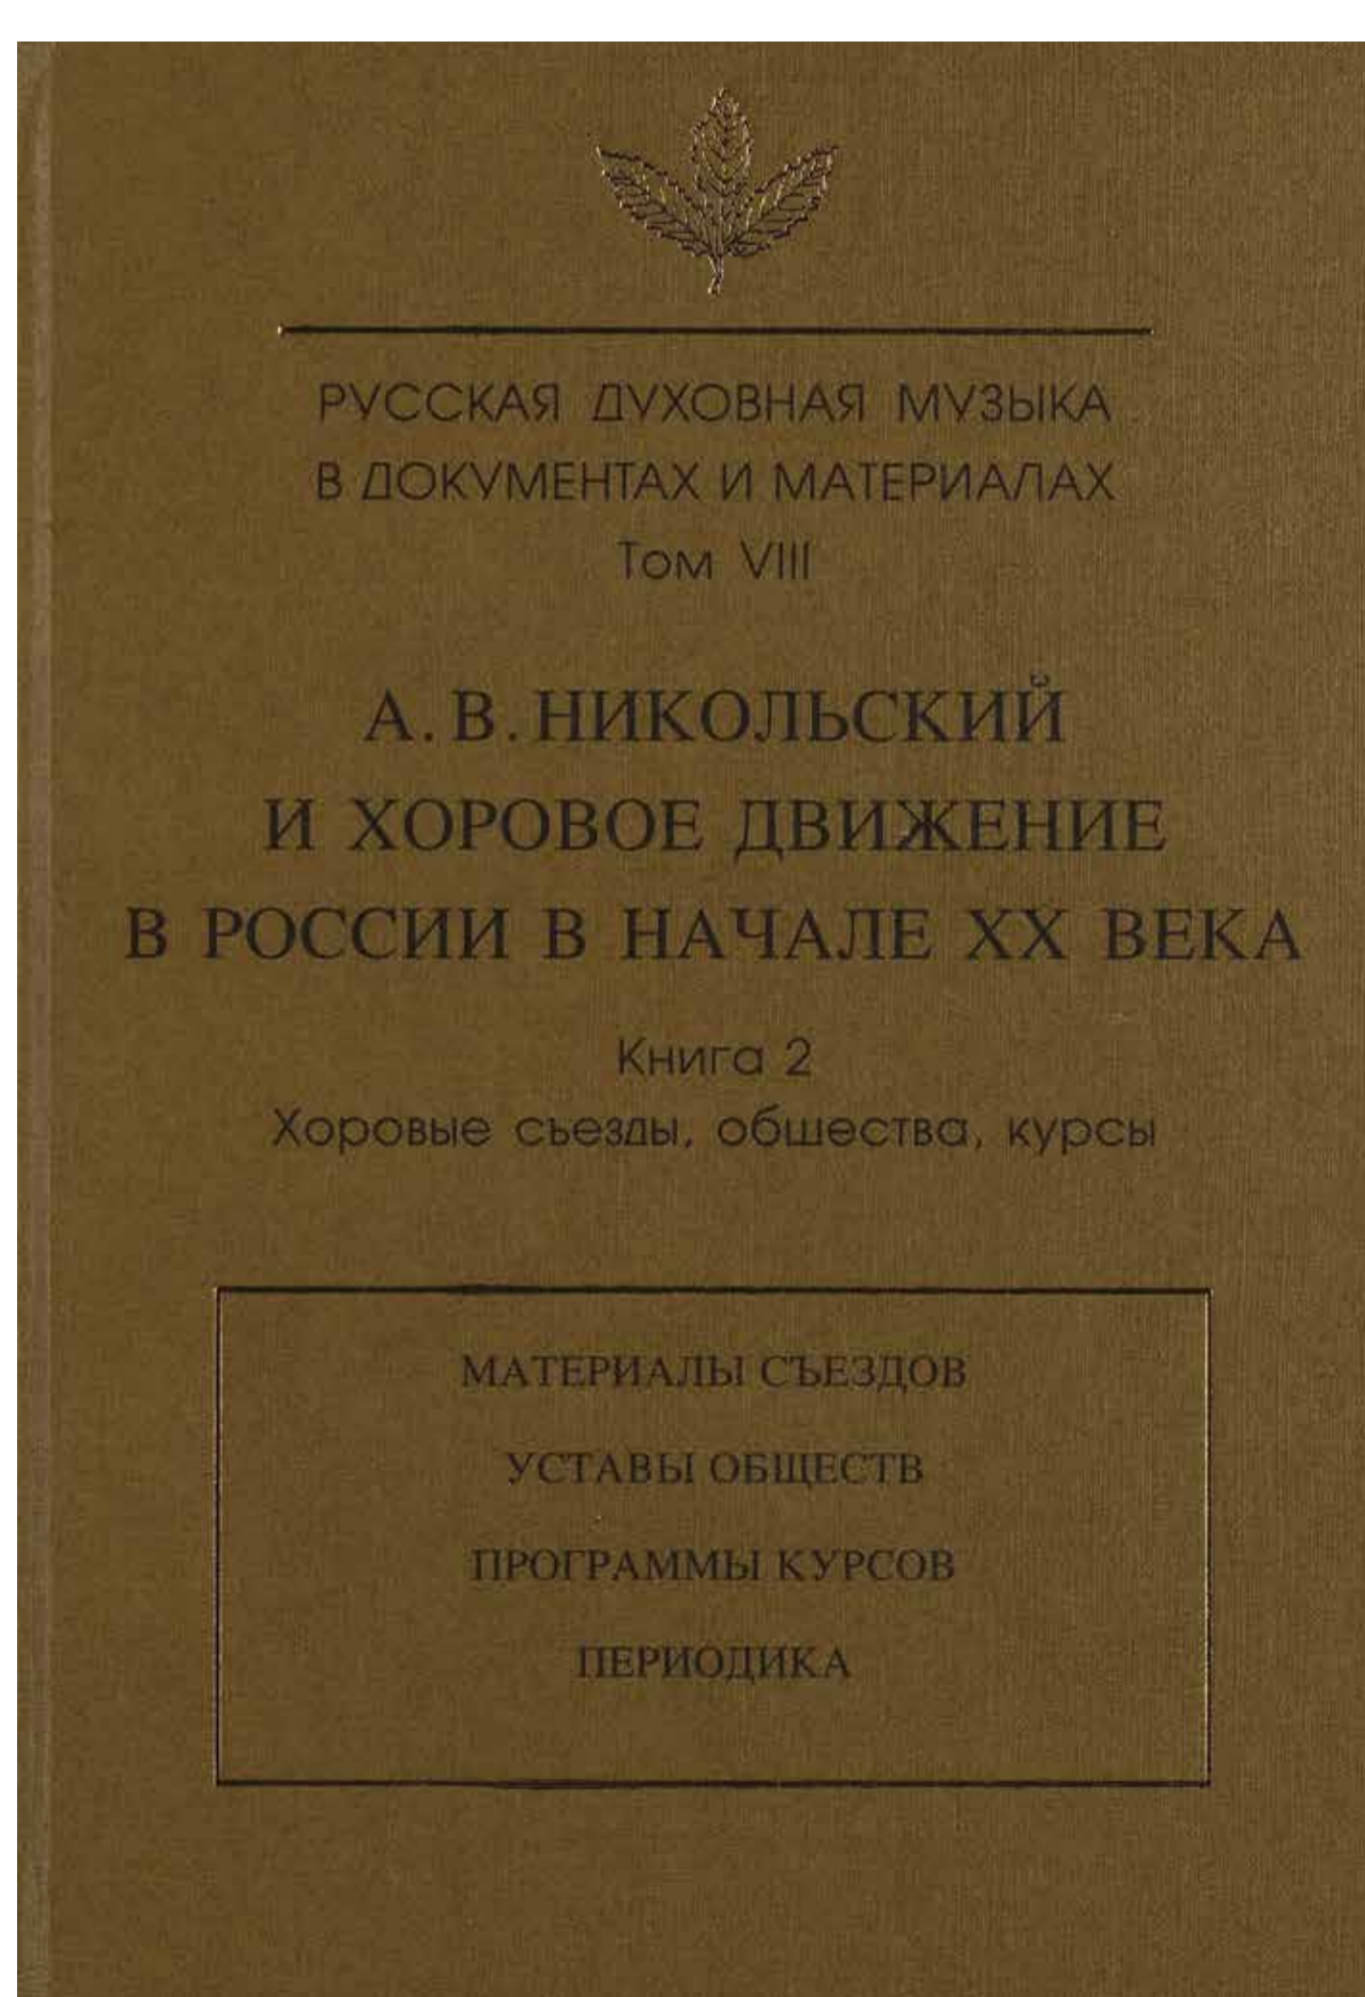 РУССКАЯ ДУХОВНАЯ МУЗЫКА
В ДОКУМЕНТАХ И МАТЕРИАЛАХ
Том VIII
А. В. НИКОЛЬСКИЙ
И ХОРОВОЕ ДВИЖЕНИЕ
В РОССИИ В НАЧАЛЕ XX ВЕКА
Книга 2
Хоровые съезды, общества, курсы
МАТЕРИАЛЫ СЪЕЗДОВ
УСТАВЫ ОБЩЕСТВ
ПРОГРАММЫ КУРСОВ
ПЕРИОДИКА